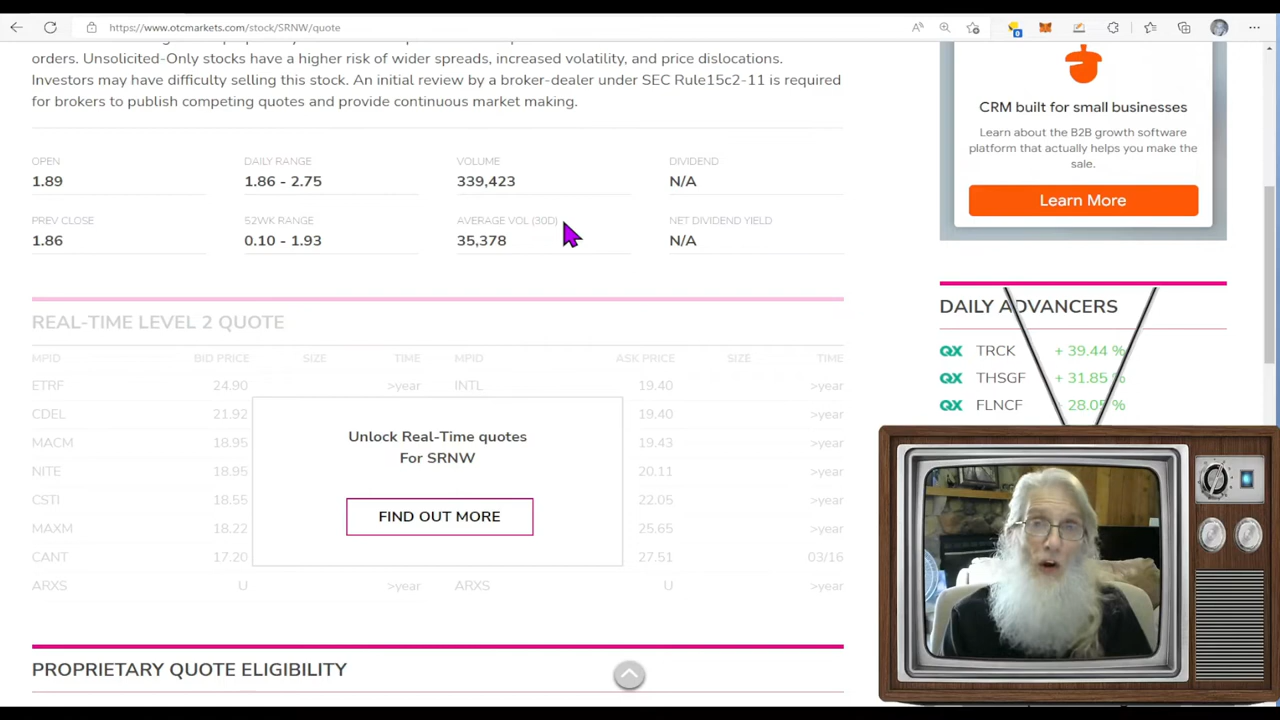 https://www.otcmarkets.com/stock/SRNW/quote
orders. Unsolicited-Only stocks have a higher risk of wider spreads, increased volatility, and price dislocations.
Investors may have difficulty selling this stock. An initial review by a broker-dealer under SEC Rule15c2-11 is required
for brokers to publish competing quotes and provide continuous market making.
OPEN DAILY RANGE VOLUME DIVIDEND
1.89 1.86 - 2.75 339,423 N/A
PREV CLOSE 52WK RANGE AVERAGE VOL (30D) NET DIVIDEND YIELD
1.86 0.10 - 1.93 35,378 N/A
REAL-TIME LEVEL 2 QUOTE
MPID BID PRICE SIZE TIME MPID ASK PRICE SIZE TIME
ETRF 24.90 >year INTL 19.40 >year
CDEL 21.92 19.40 >year
MACM 18.95 19.43 >year
NITE 18.95 20.11 >year
CSTI 18.55 22.05 >year
MAXM 18.22 25.65 >year
CANT 17.20 27.51 03/16
ARXS U >year ARXS U >year
Unlock Real-Time quotes
For SRNW
FIND OUT MORE
PROPRIETARY QUOTE ELIGIBILITY
0
CRM built for small businesses
Learn about the B2B growth software
platform that actually helps you make the
sale.
Learn More
DAILY ADVANCERS
QX TRCK + 39.44 %
QX THSGF + 31.85 %
QX FLNCF + 28.05 %